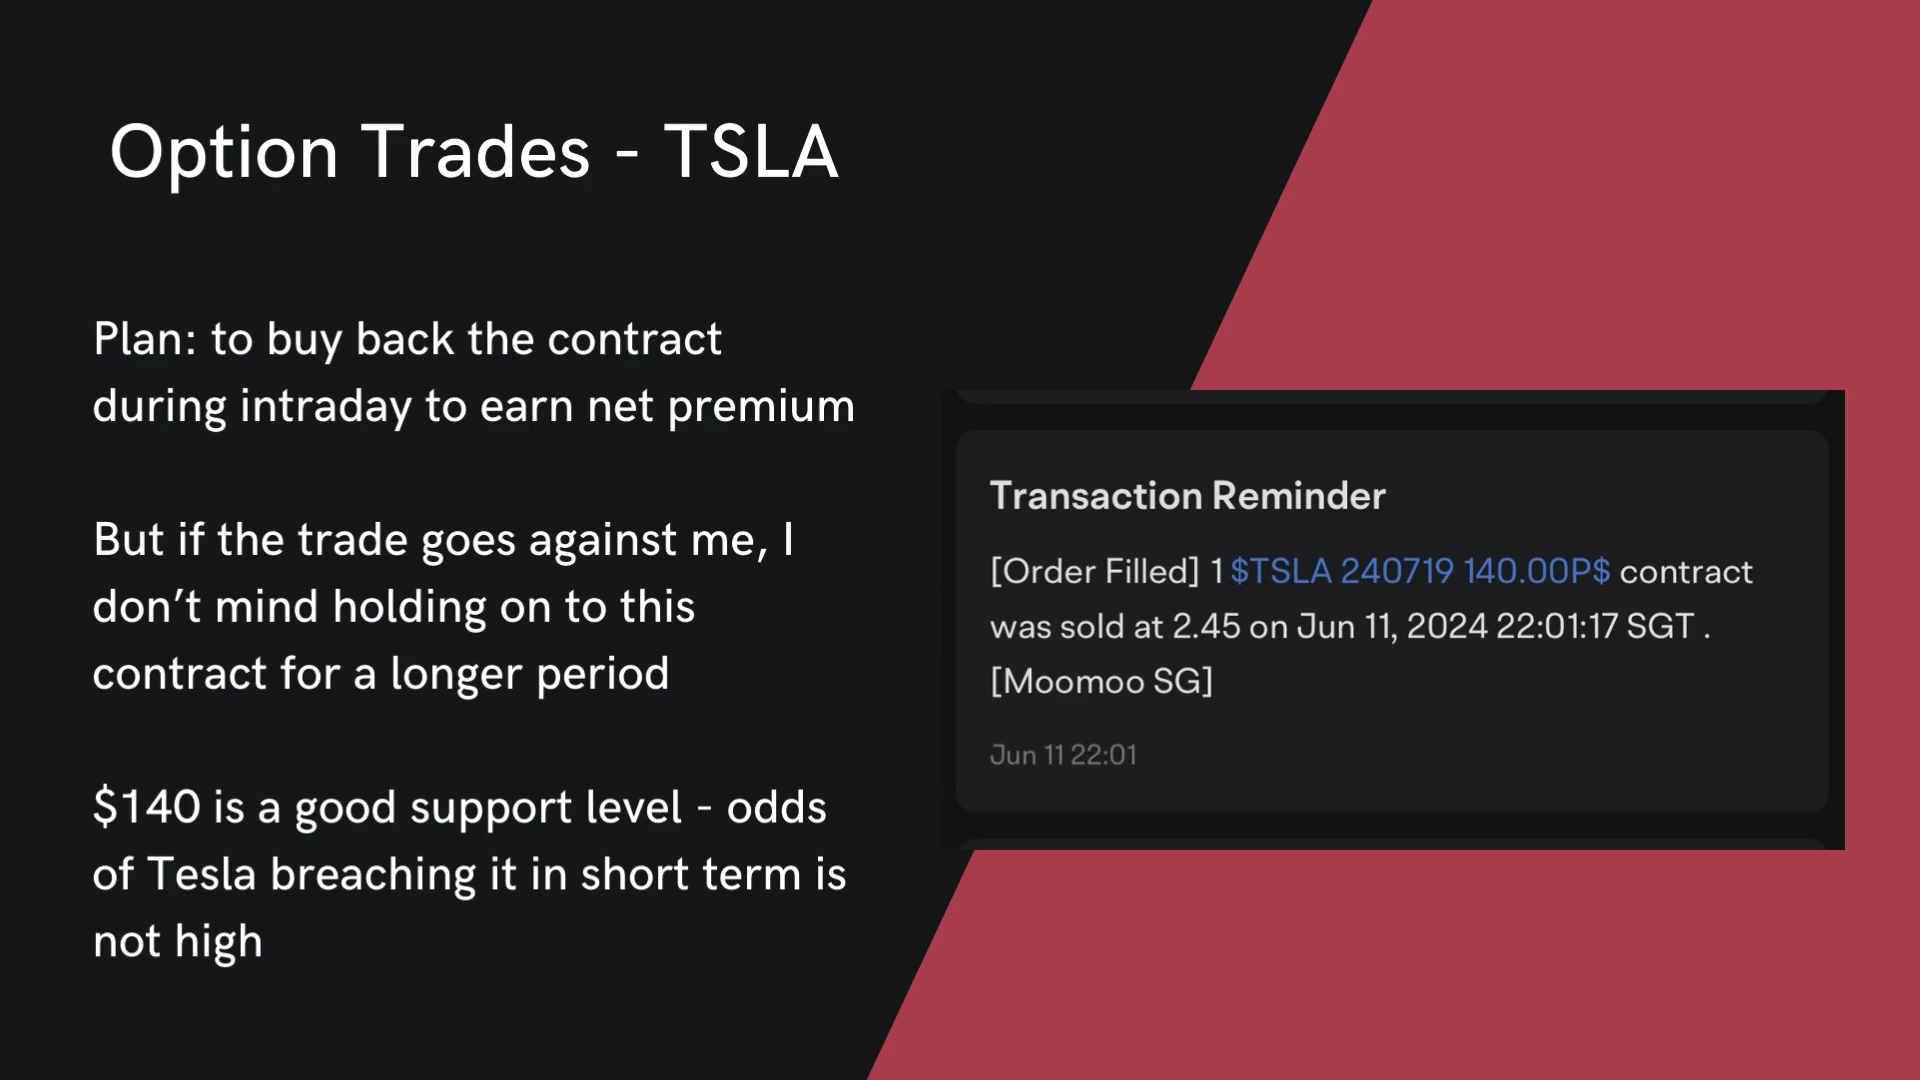 Option Trades - TSLA
Plan: to buy back the contract
during intraday to earn net premium
But if the trade goes against me, I
don’t mind holding on to this
contract for a longer period
$140 is a good support level - odds
of Tesla breaching it in short term is
not high
Transaction Reminder
[Order Filled] 1 $TSLA 240719 140.00P$ contract
was sold at 2.45 on Jun 11, 2024 22:01:17 SGT .
[Moomoo SG]
Jun 11 22:01